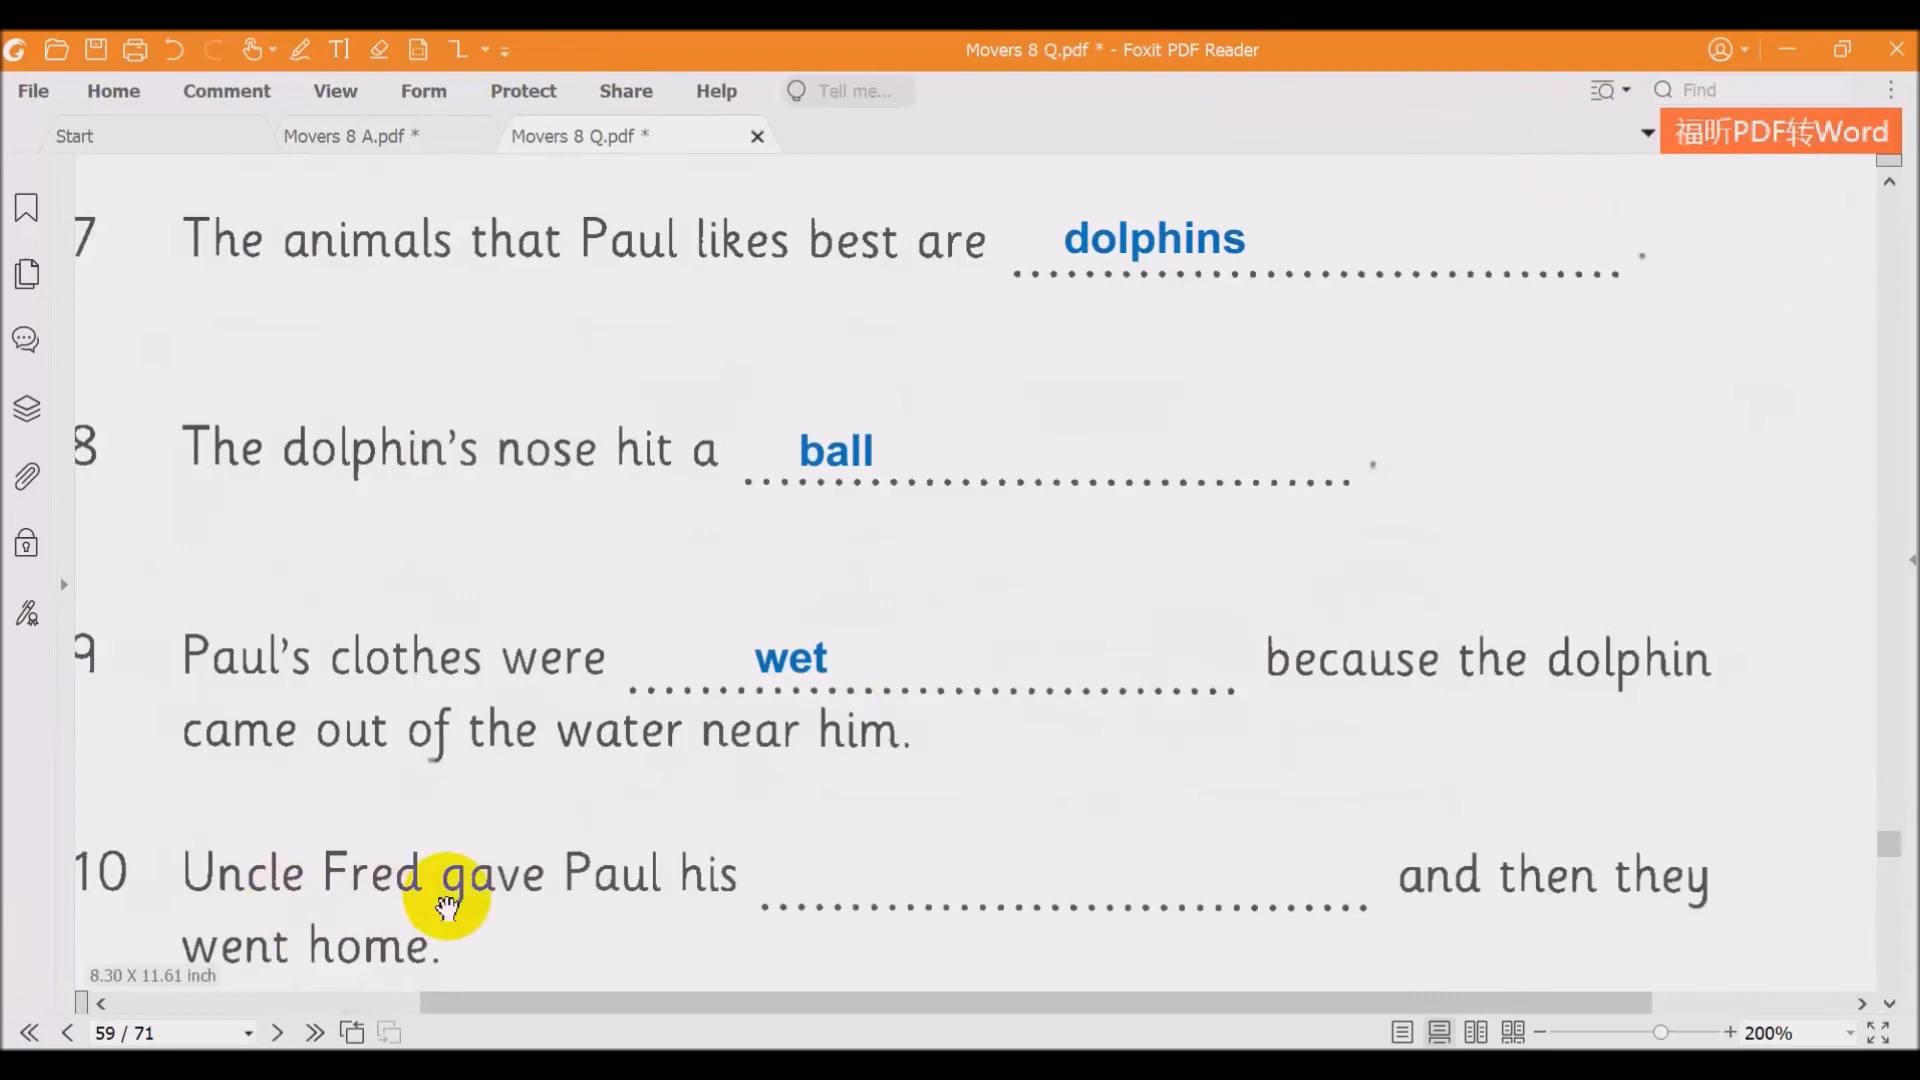 Movers 8 Q.pdf * - Foxit PDF Reader
File Home Comment View Form Protect Share Help Tell me... Find
Start Movers 8 A.pdf * Movers 8 Q.pdf * 福昕PDF转Word
7 The animals that Paul likes best are dolphins .
8 The dolphin's nose hit a ball .
9 Paul's clothes were wet because the dolphin
came out of the water near him.
10 Uncle Fred gave Paul his and then they
went home.
8.30 X 11.61 inch
59 / 71 200%